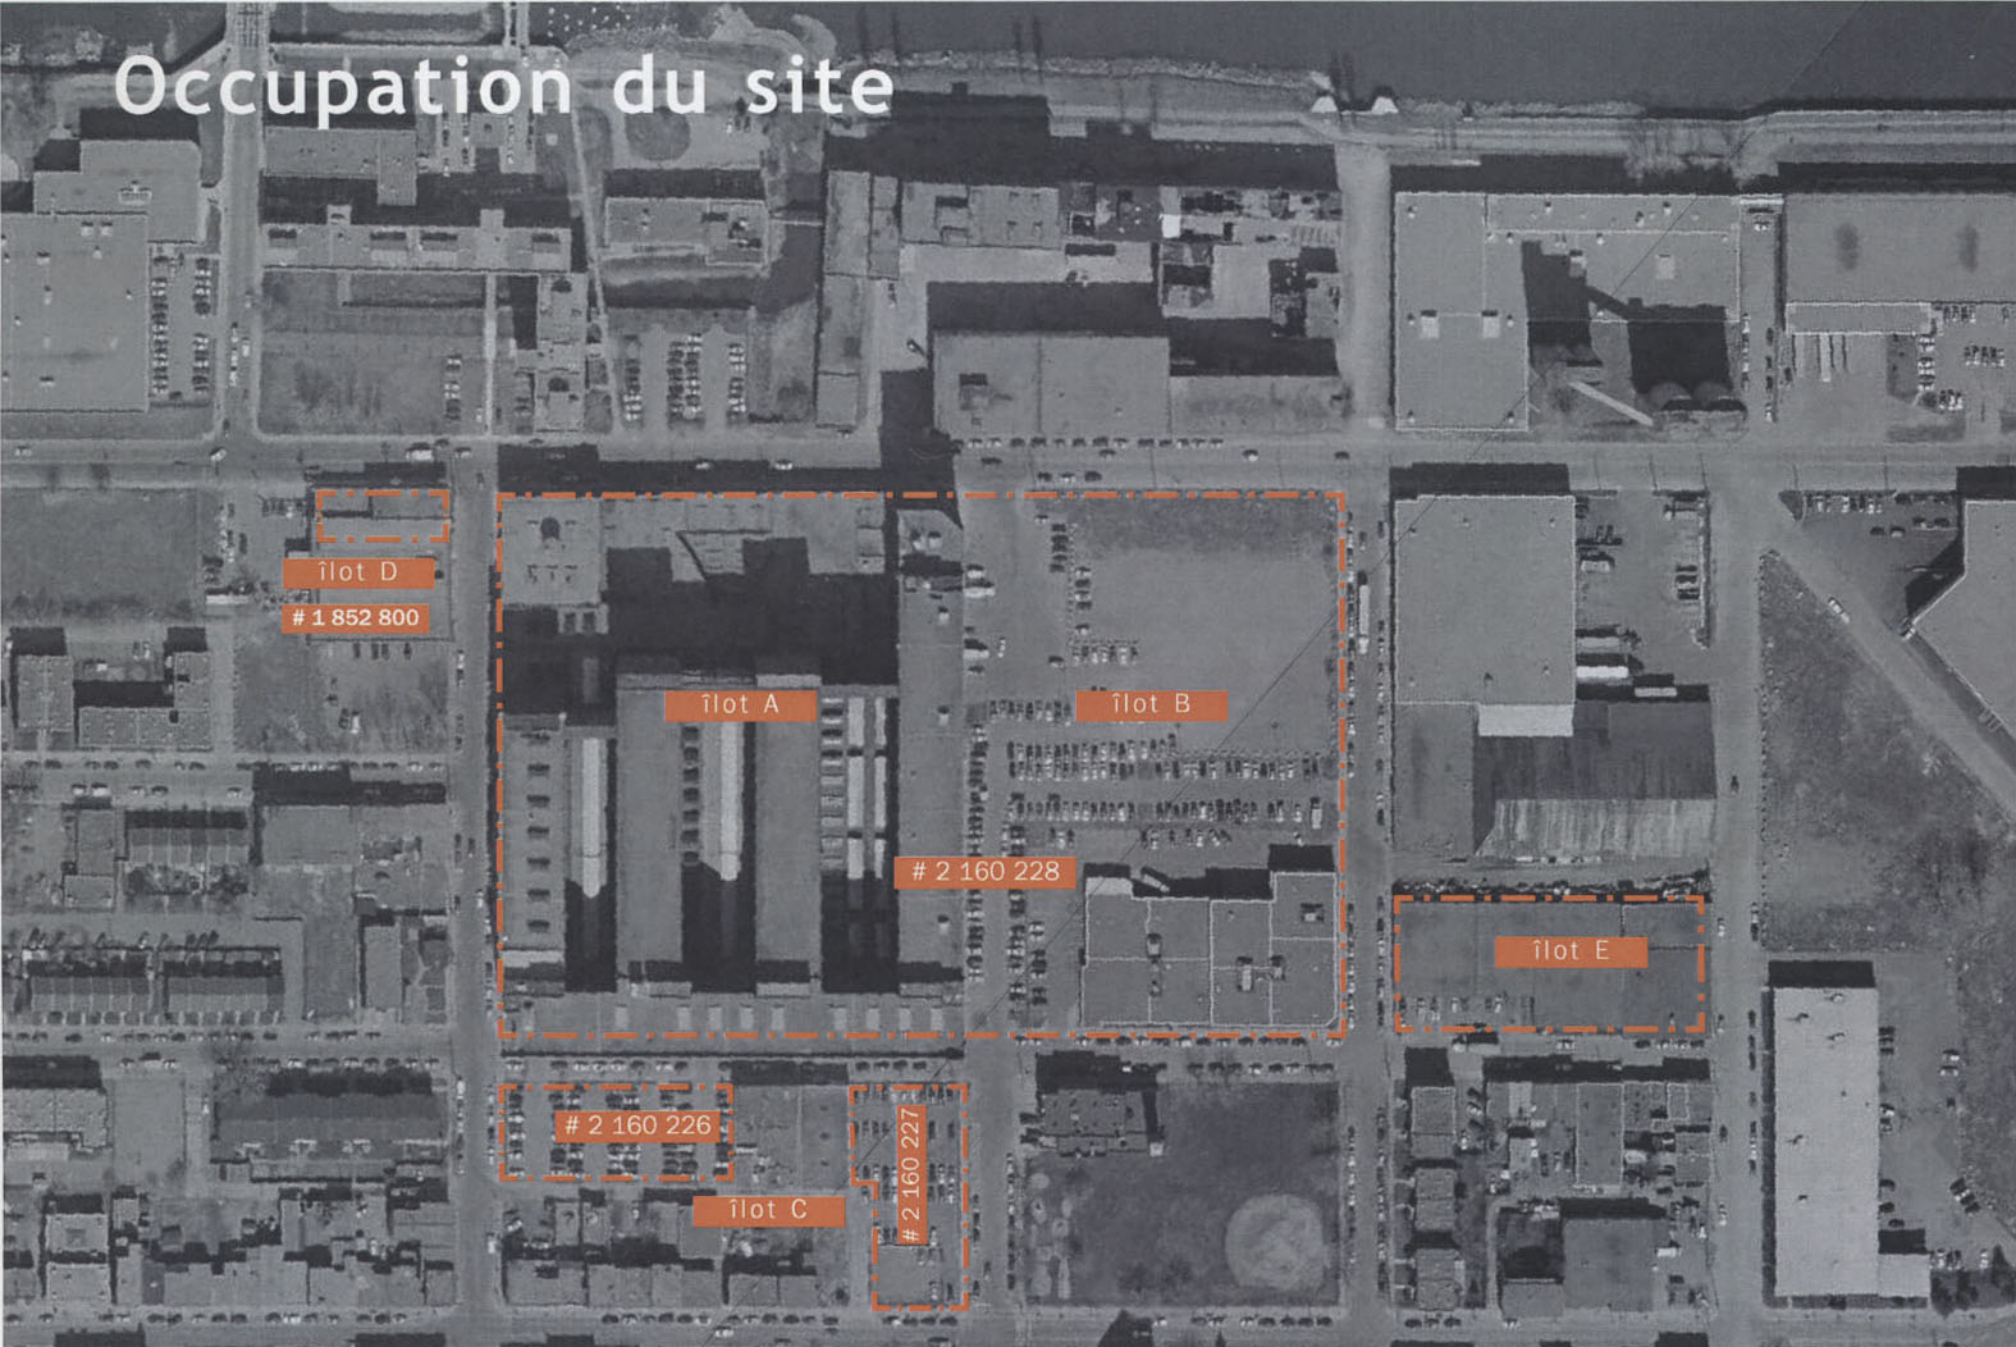 Occupation du site
îlot D
# 1 852 800
îlot A
îlot B
# 2 160 228
îlot E
# 2 160 226
# 2 160 227
îlot C